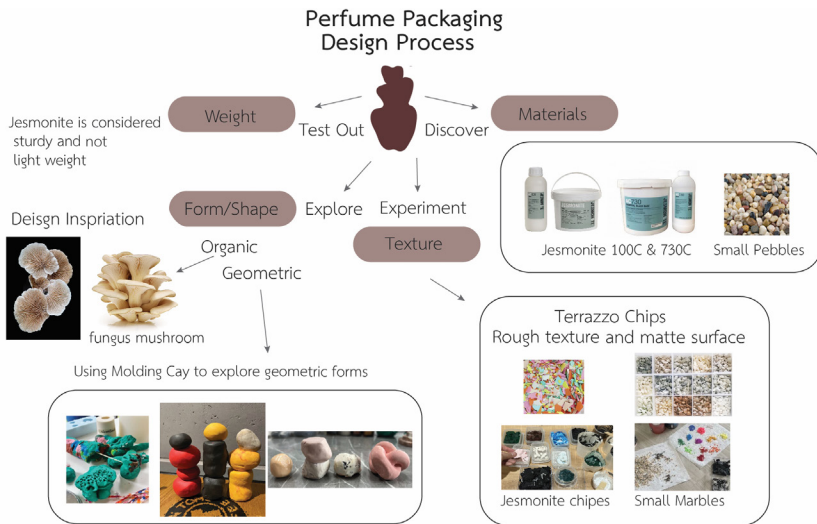 Perfume Packaging
Design Process
Weight
Test Out
Discover
Materials
Jesmonite is considered
sturdy and not
light weight
Form/Shape
Explore
Experiment
Texture
Deisgn Inspriation
Organic
Geometric
fungus mushroom
Jesmonite 100C & 730C
Small Pebbles
730
Terrazzo Chips
Rough texture and matte surface
Using Molding Cay to explore geometric forms
Jesmonite chipes
Small Marbles